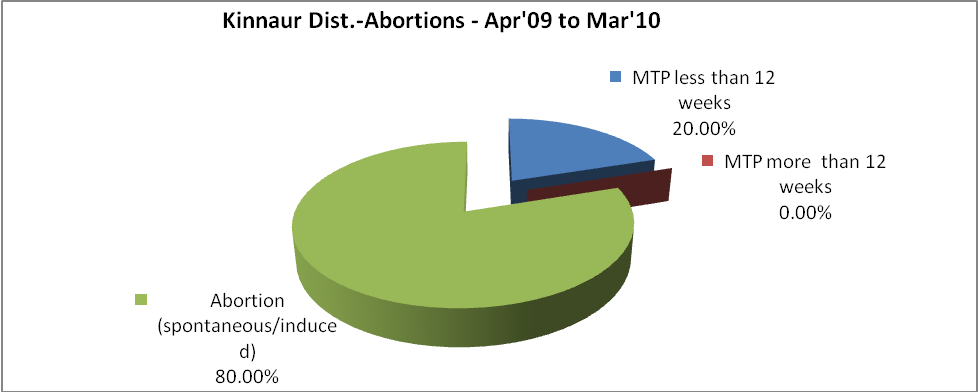 Kinnaur Dist.-Abortions - Apr'09 to Mar'10
MTP less than 12
weeks
20.00%
MTP more  than 12
weeks
0.00%
Abortion
(spontaneous/induce
d)
80.00%